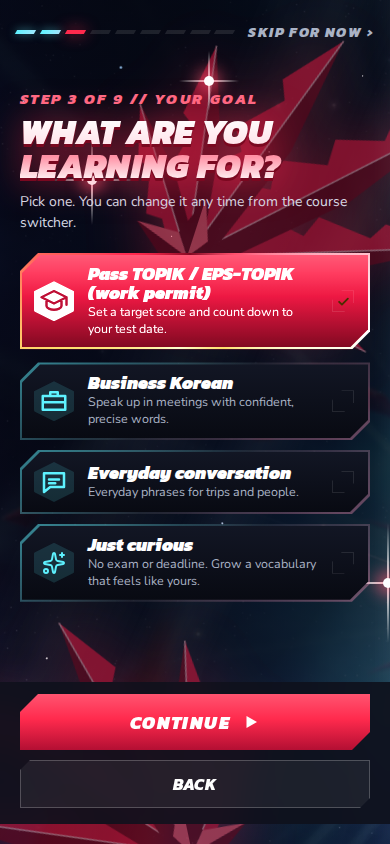 SKIP FOR NOW >
STEP 3 OF 9 // YOUR GOAL
WHAT ARE YOU
LEARNING FOR?
Pick one. You can change it any time from the course
switcher.
Pass TOPIK / EPS-TOPIK
(work permit)
Set a target score and count down to
your test date.
Business Korean
Speak up in meetings with confident,
precise words.
Everyday conversation
Everyday phrases for trips and people.
Just curious
No exam or deadline. Grow a vocabulary
that feels like yours.
CONTINUE
BACK